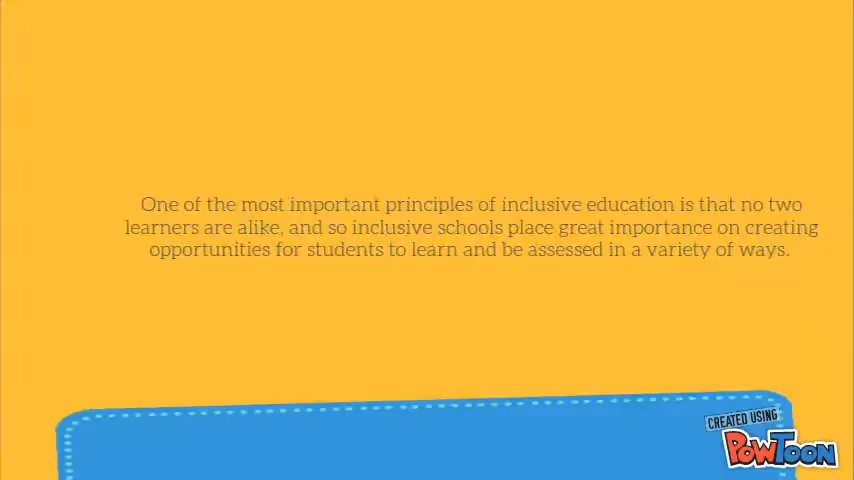 One of the most important principles of inclusive education is that no two
learners are alike, and so inclusive schools place great importance on creating
opportunities for students to learn and be assessed in a variety of ways.
CREATED USING
POWTOON